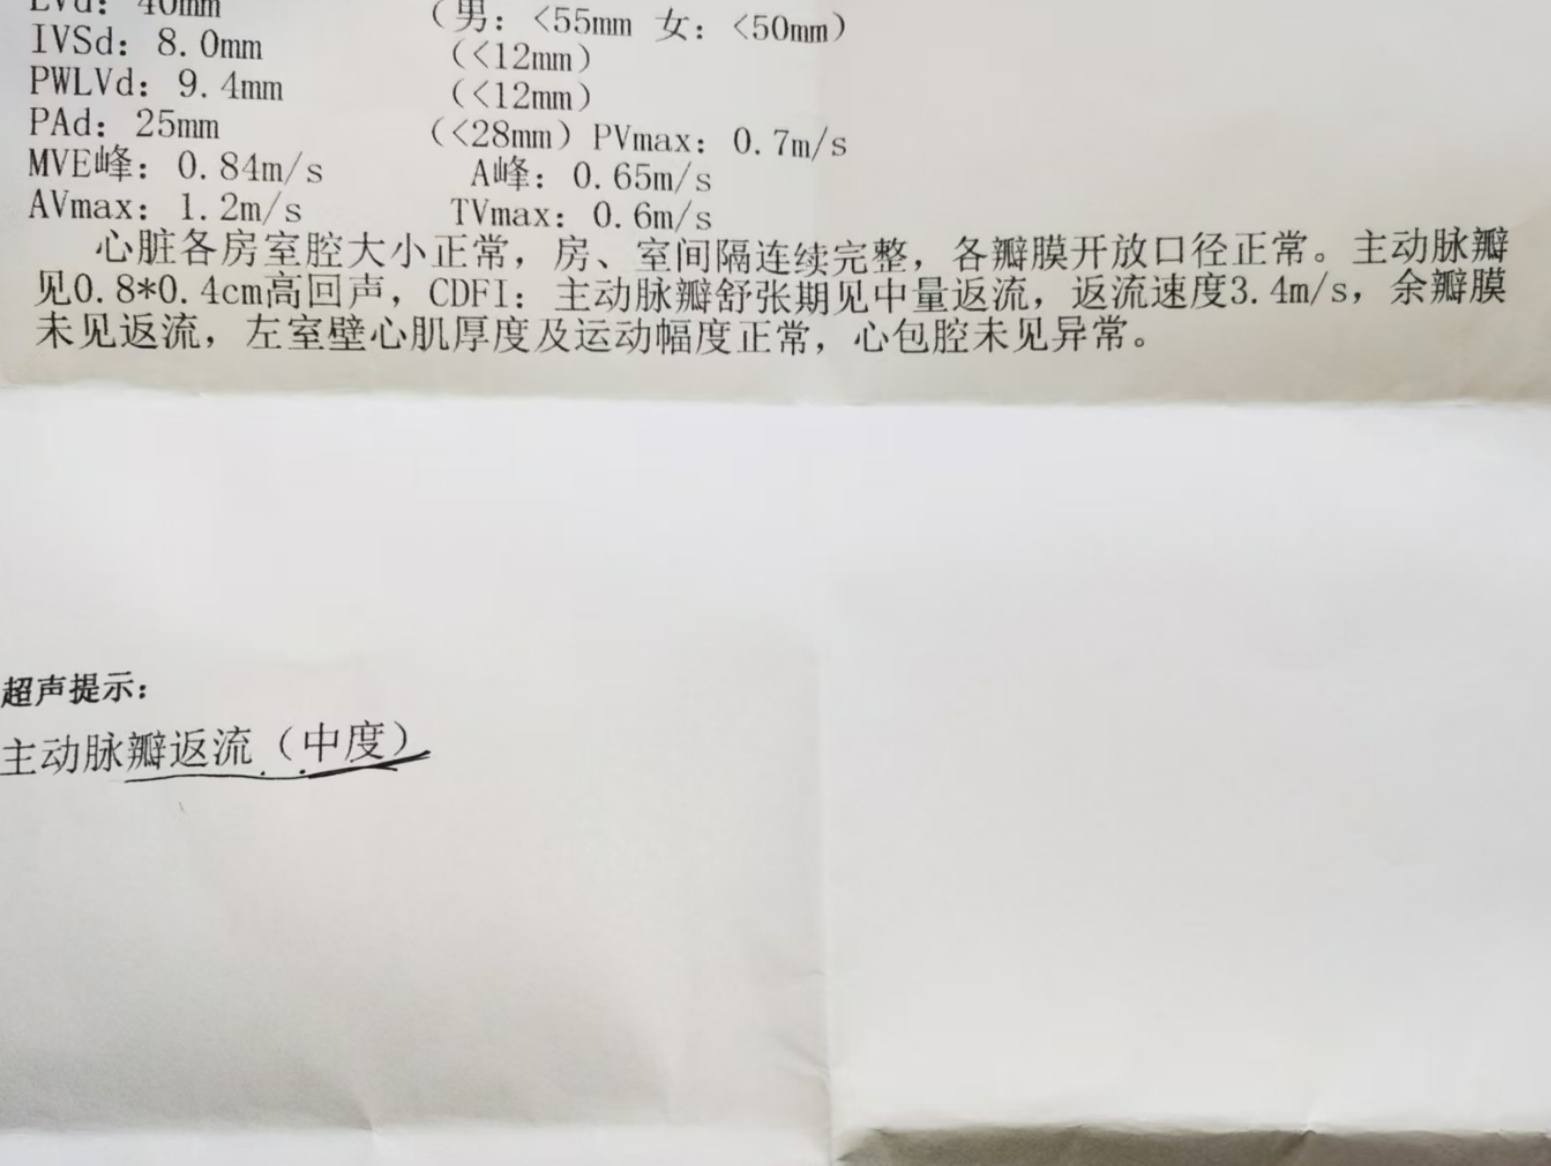 LVd: 40mm （男: <55mm 女: <50mm）
IVSd: 8.0mm （<12mm）
PWLVd: 9.4mm （<12mm）
PAd: 25mm （<28mm）PVmax: 0.7m/s
MVE峰: 0.84m/s A峰: 0.65m/s
AVmax: 1.2m/s TVmax: 0.6m/s
心脏各房室腔大小正常，房、室间隔连续完整，各瓣膜开放口径正常。主动脉瓣
见0.8*0.4cm高回声，CDFI: 主动脉瓣舒张期见中量返流，返流速度3.4m/s，余瓣膜
未见返流，左室壁心肌厚度及运动幅度正常，心包腔未见异常。
超声提示:
主动脉瓣返流（中度）